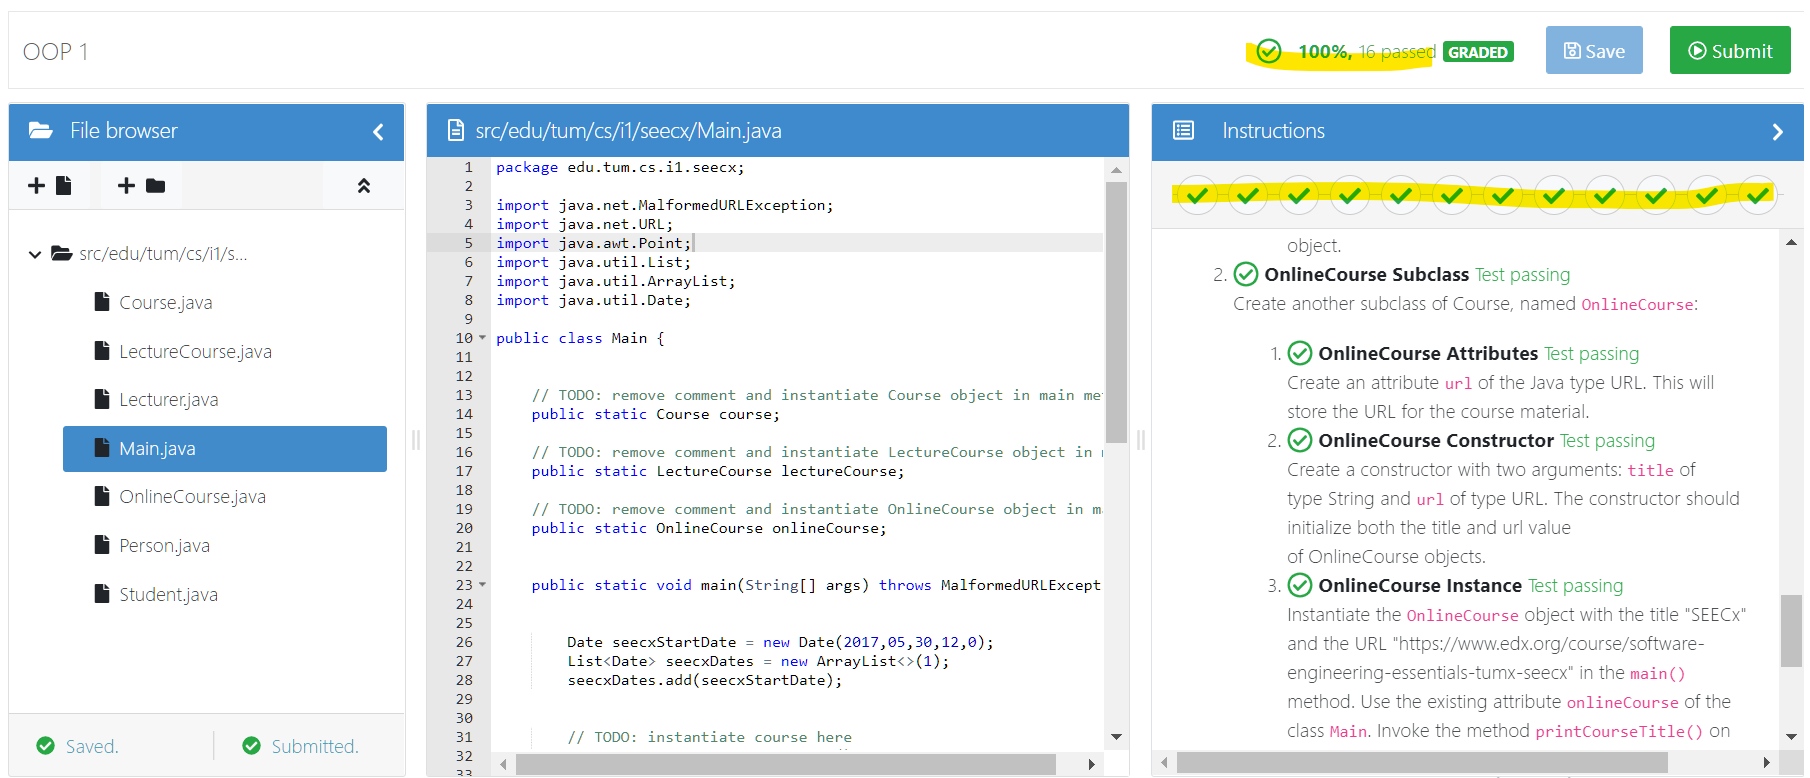 OOP 1
100%, 16 passed GRADED
Save
Submit
File browser
src/edu/tum/cs/i1/s...
Course.java
LectureCourse.java
Lecturer.java
Main.java
OnlineCourse.java
Person.java
Student.java
Saved.
Submitted.
src/edu/tum/cs/i1/seecx/Main.java
1 package edu.tum.cs.i1.seecx;
2
3 import java.net.MalformedURLException;
4 import java.net.URL;
5 import java.awt.Point;
6 import java.util.List;
7 import java.util.ArrayList;
8 import java.util.Date;
9
10 public class Main {
11
12
13 // TODO: remove comment and instantiate Course object in main me
14 public static Course course;
15
16 // TODO: remove comment and instantiate LectureCourse object in
17 public static LectureCourse lectureCourse;
18
19 // TODO: remove comment and instantiate OnlineCourse object in m
20 public static OnlineCourse onlineCourse;
21
22
23 public static void main(String[] args) throws MalformedURLExcept
24
25
26 Date seecxStartDate = new Date(2017,05,30,12,0);
27 List<Date> seecxDates = new ArrayList<>(1);
28 seecxDates.add(seecxStartDate);
29
30
31 // TODO: instantiate course here
32
33
Instructions
object.
2. OnlineCourse Subclass Test passing
Create another subclass of Course, named OnlineCourse:
1. OnlineCourse Attributes Test passing
Create an attribute url of the Java type URL. This will
store the URL for the course material.
2. OnlineCourse Constructor Test passing
Create a constructor with two arguments: title of
type String and url of type URL. The constructor should
initialize both the title and url value
of OnlineCourse objects.
3. OnlineCourse Instance Test passing
Instantiate the OnlineCourse object with the title "SEECx"
and the URL "https://www.edx.org/course/software-
engineering-essentials-tumx-seecx" in the main()
method. Use the existing attribute onlineCourse of the
class Main. Invoke the method printCourseTitle() on